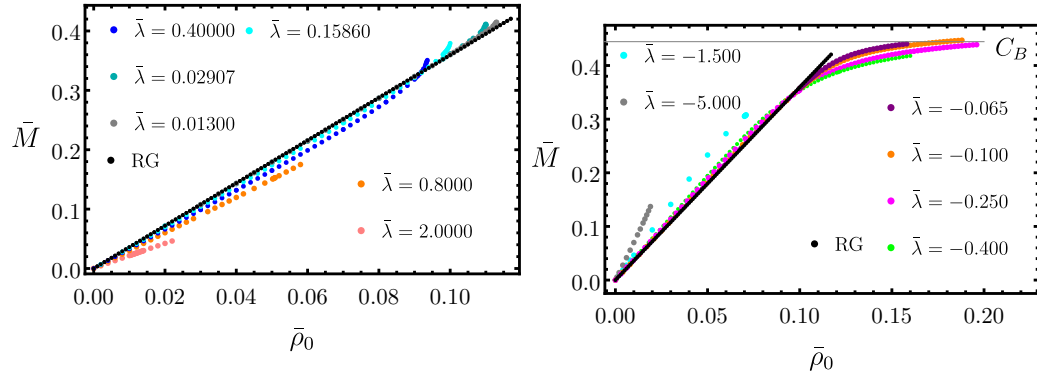 λ̄ = 0.40000
λ̄ = 0.15860
λ̄ = 0.02907
λ̄ = 0.01300
RG
λ̄ = 0.8000
λ̄ = 2.0000
M̄
0.4
0.3
0.2
0.1
0.0
0.00 0.02 0.04 0.06 0.08 0.10
ρ̄₀
C_B
λ̄ = −1.500
λ̄ = −5.000
λ̄ = −0.065
λ̄ = −0.100
λ̄ = −0.250
λ̄ = −0.400
RG
M̄
0.4
0.3
0.2
0.1
0.0
0.00 0.05 0.10 0.15 0.20
ρ̄₀